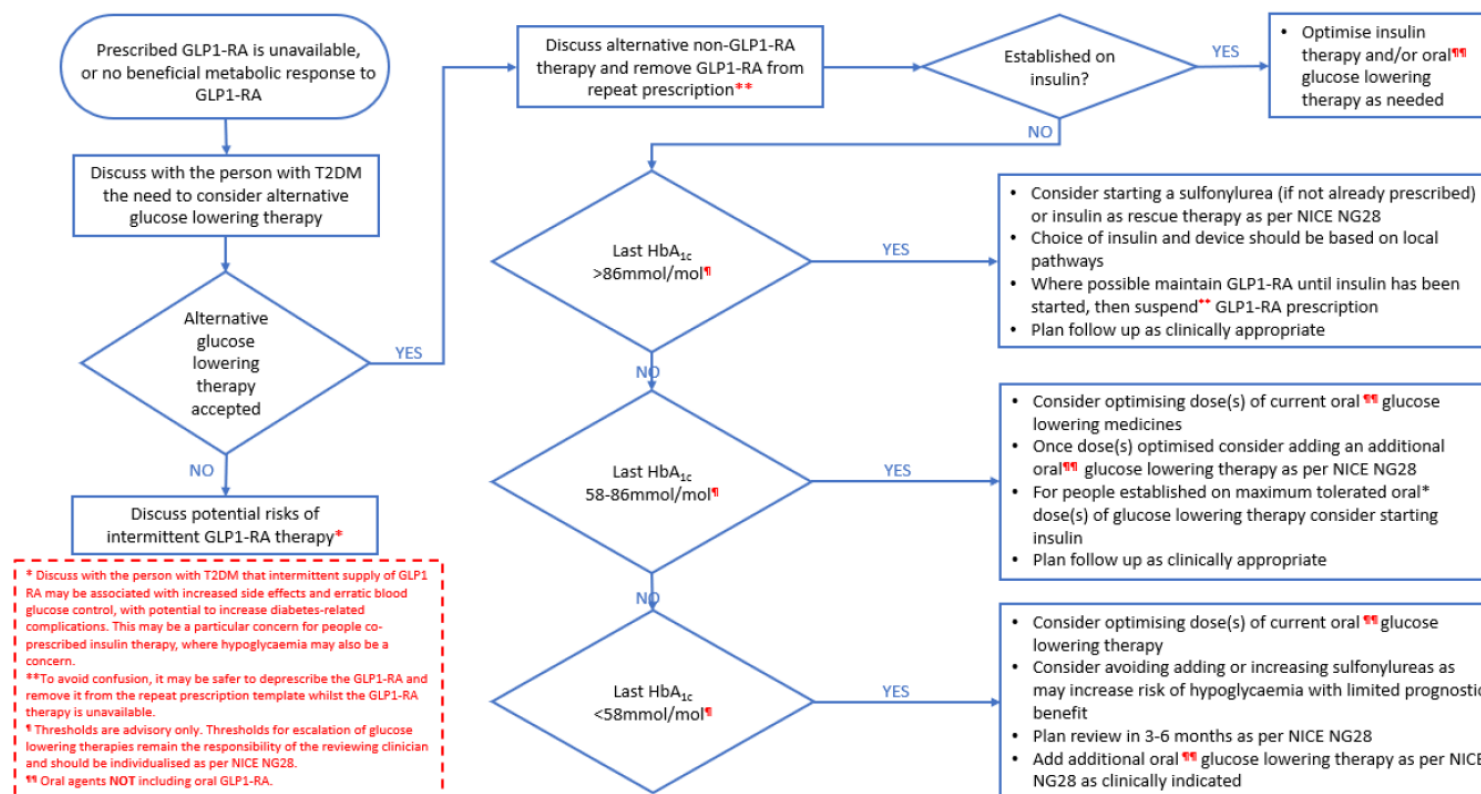 Prescribed GLP1-RA is unavailable,
or no beneficial metabolic response to
GLP1-RA
Discuss with the person with T2DM
the need to consider alternative
glucose lowering therapy
Alternative
glucose
lowering
therapy
accepted
YES
NO
Discuss potential risks of
intermittent GLP1-RA therapy*
* Discuss with the person with T2DM that intermittent supply of GLP1
RA may be associated with increased side effects and erratic blood
glucose control, with potential to increase diabetes-related
complications. This may be a particular concern for people co-
prescribed insulin therapy, where hypoglycaemia may also be a
concern.
**To avoid confusion, it may be safer to deprescribe the GLP1-RA and
remove it from the repeat prescription template whilst the GLP1-RA
therapy is unavailable.
¶ Thresholds are advisory only. Thresholds for escalation of glucose
lowering therapies remain the responsibility of the reviewing clinician
and should be individualised as per NICE NG28.
¶¶ Oral agents NOT including oral GLP1-RA.
Discuss alternative non-GLP1-RA
therapy and remove GLP1-RA from
repeat prescription**
Established on
insulin?
YES
• Optimise insulin
therapy and/or oral¶¶
glucose lowering
therapy as needed
NO
Last HbA1c
>86mmol/mol¶
YES
• Consider starting a sulfonylurea (if not already prescribed)
or insulin as rescue therapy as per NICE NG28
• Choice of insulin and device should be based on local
pathways
• Where possible maintain GLP1-RA until insulin has been
started, then suspend** GLP1-RA prescription
• Plan follow up as clinically appropriate
NO
Last HbA1c
58-86mmol/mol¶
YES
• Consider optimising dose(s) of current oral ¶¶ glucose
lowering medicines
• Once dose(s) optimised consider adding an additional
oral¶¶ glucose lowering therapy as per NICE NG28
• For people established on maximum tolerated oral*
dose(s) of glucose lowering therapy consider starting
insulin
• Plan follow up as clinically appropriate
NO
Last HbA1c
<58mmol/mol¶
YES
• Consider optimising dose(s) of current oral ¶¶ glucose
lowering therapy
• Consider avoiding adding or increasing sulfonylureas as
may increase risk of hypoglycaemia with limited prognostic
benefit
• Plan review in 3-6 months as per NICE NG28
• Add additional oral ¶¶ glucose lowering therapy as per NICE
NG28 as clinically indicated